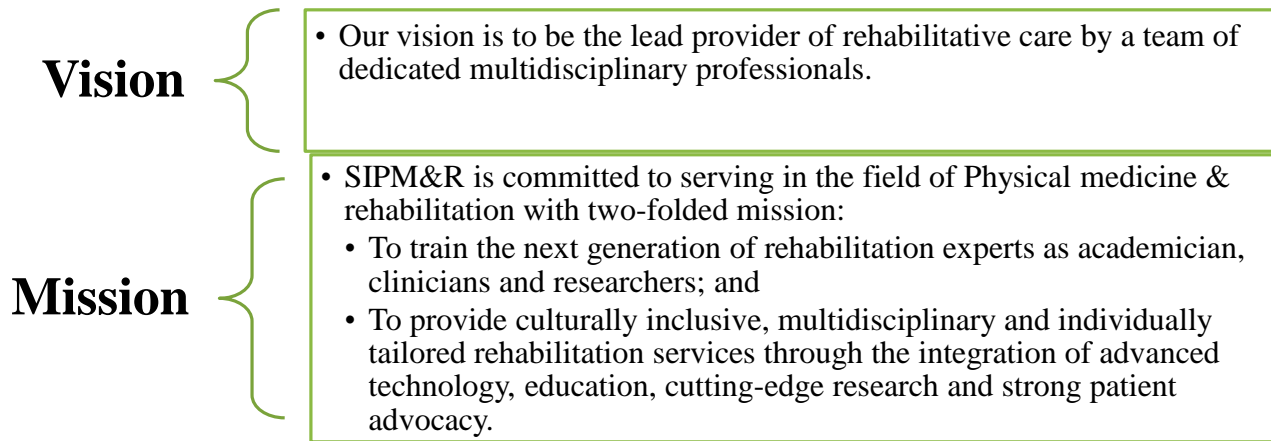 Vision
• Our vision is to be the lead provider of rehabilitative care by a team of
dedicated multidisciplinary professionals.
Mission
• SIPM&R is committed to serving in the field of Physical medicine &
rehabilitation with two-folded mission:
• To train the next generation of rehabilitation experts as academician,
clinicians and researchers; and
• To provide culturally inclusive, multidisciplinary and individually
tailored rehabilitation services through the integration of advanced
technology, education, cutting-edge research and strong patient
advocacy.